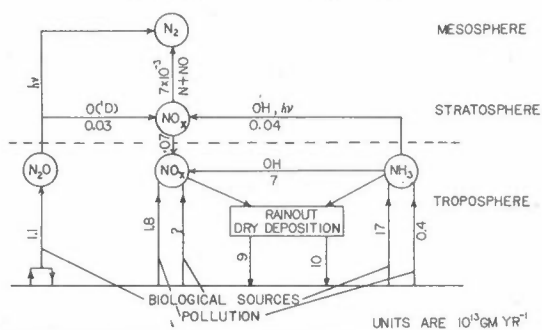 MESOSPHERE
N₂
hν
7×10⁻³
N+NO
O(¹D)
0.03
OH, hν
0.04
NOₓ
STRATOSPHERE
.07
N₂O
NOₓ
OH
7
NH₃
TROPOSPHERE
RAINOUT
DRY DEPOSITION
1.1
1.8
?
9
10
17
0.4
BIOLOGICAL SOURCES
POLLUTION
UNITS ARE 10¹³GM YR⁻¹